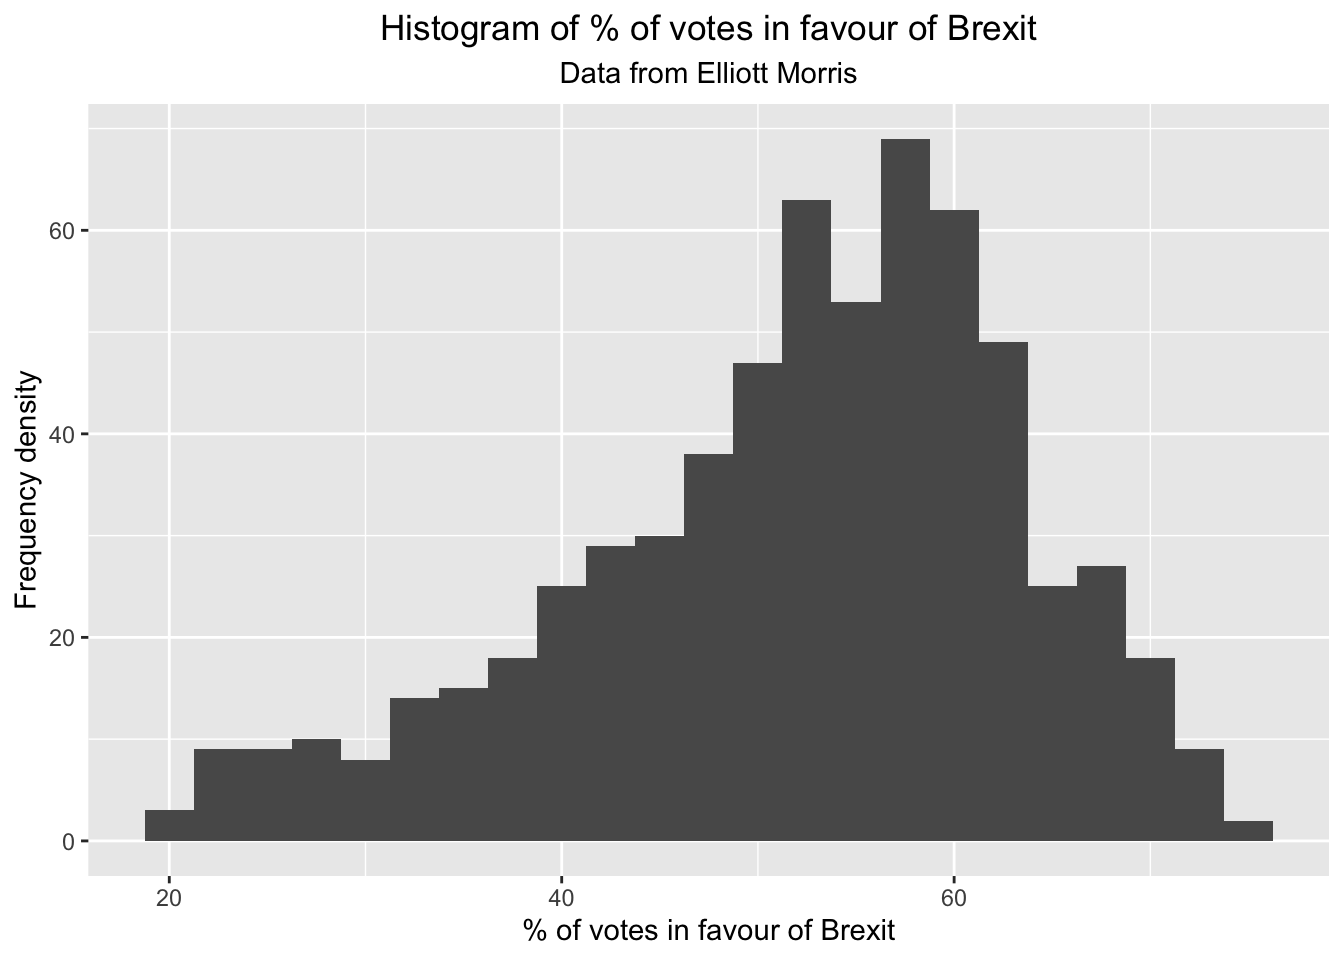 Histogram of % of votes in favour of Brexit
Data from Elliott Morris
Frequency density
60
40
20
0
20
40
60
% of votes in favour of Brexit